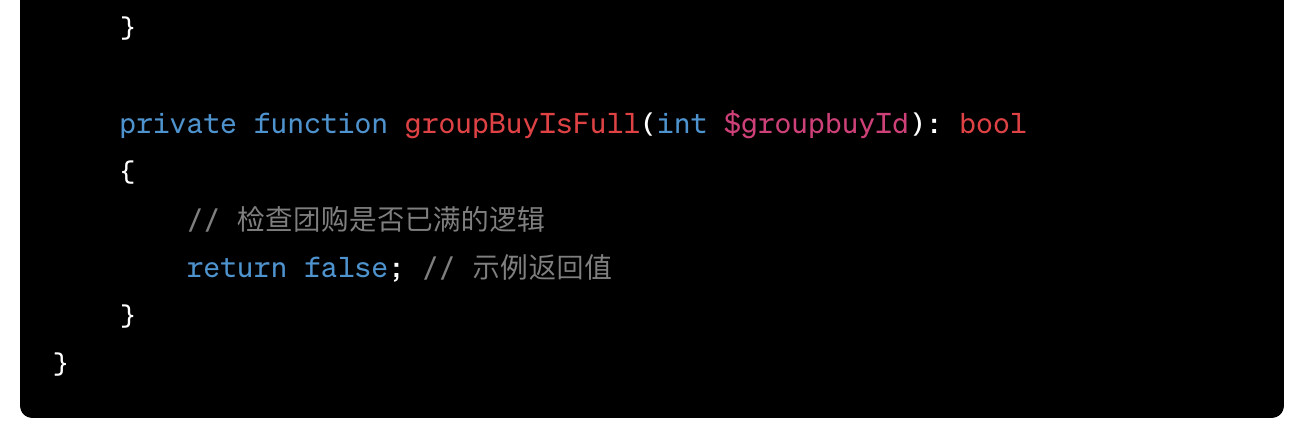 }
private function groupBuyIsFull(int $groupbuyId): bool
{
// 检查团购是否已满的逻辑
return false; // 示例返回值
}
}